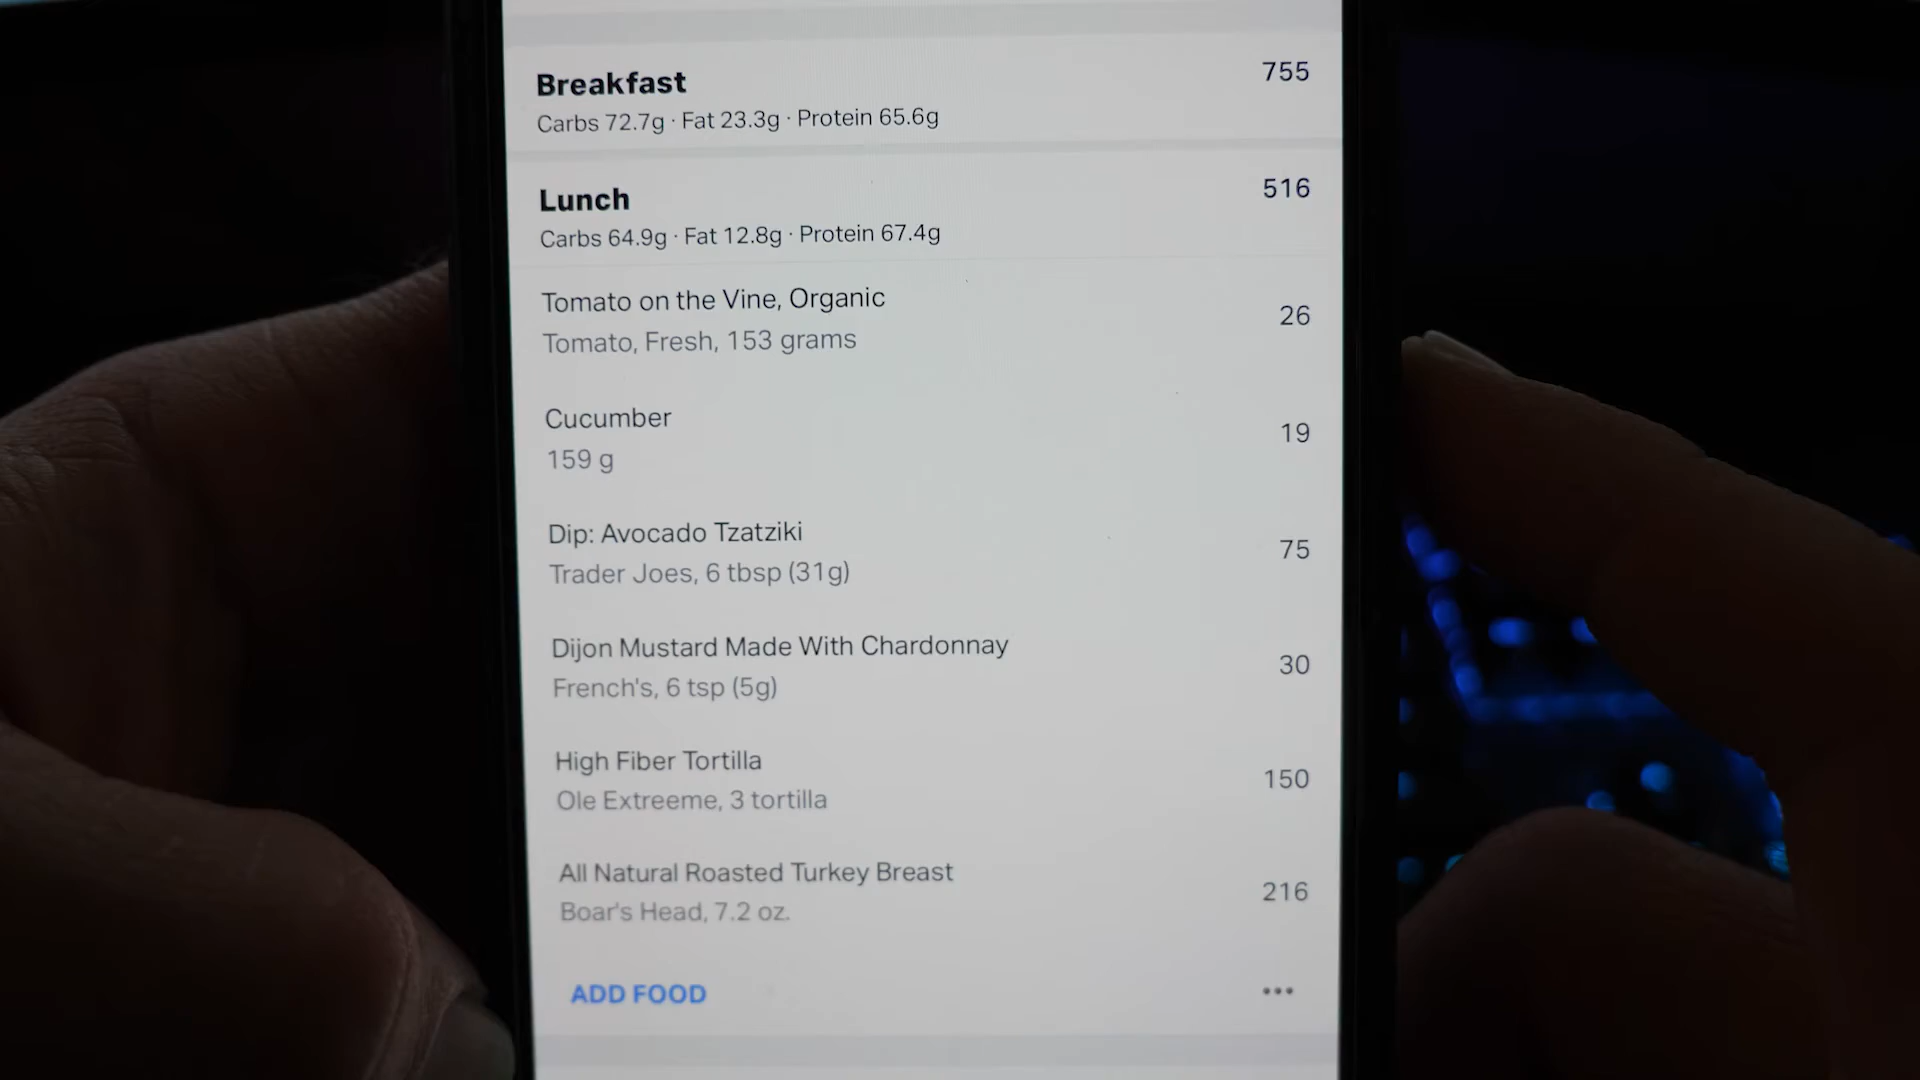 Breakfast 755
Carbs 72.7g · Fat 23.3g · Protein 65.6g
Lunch 516
Carbs 64.9g · Fat 12.8g · Protein 67.4g
Tomato on the Vine, Organic 26
Tomato, Fresh, 153 grams
Cucumber 19
159 g
Dip: Avocado Tzatziki 75
Trader Joes, 6 tbsp (31g)
Dijon Mustard Made With Chardonnay 30
French's, 6 tsp (5g)
High Fiber Tortilla 150
Ole Extreeme, 3 tortilla
All Natural Roasted Turkey Breast 216
Boar's Head, 7.2 oz.
ADD FOOD